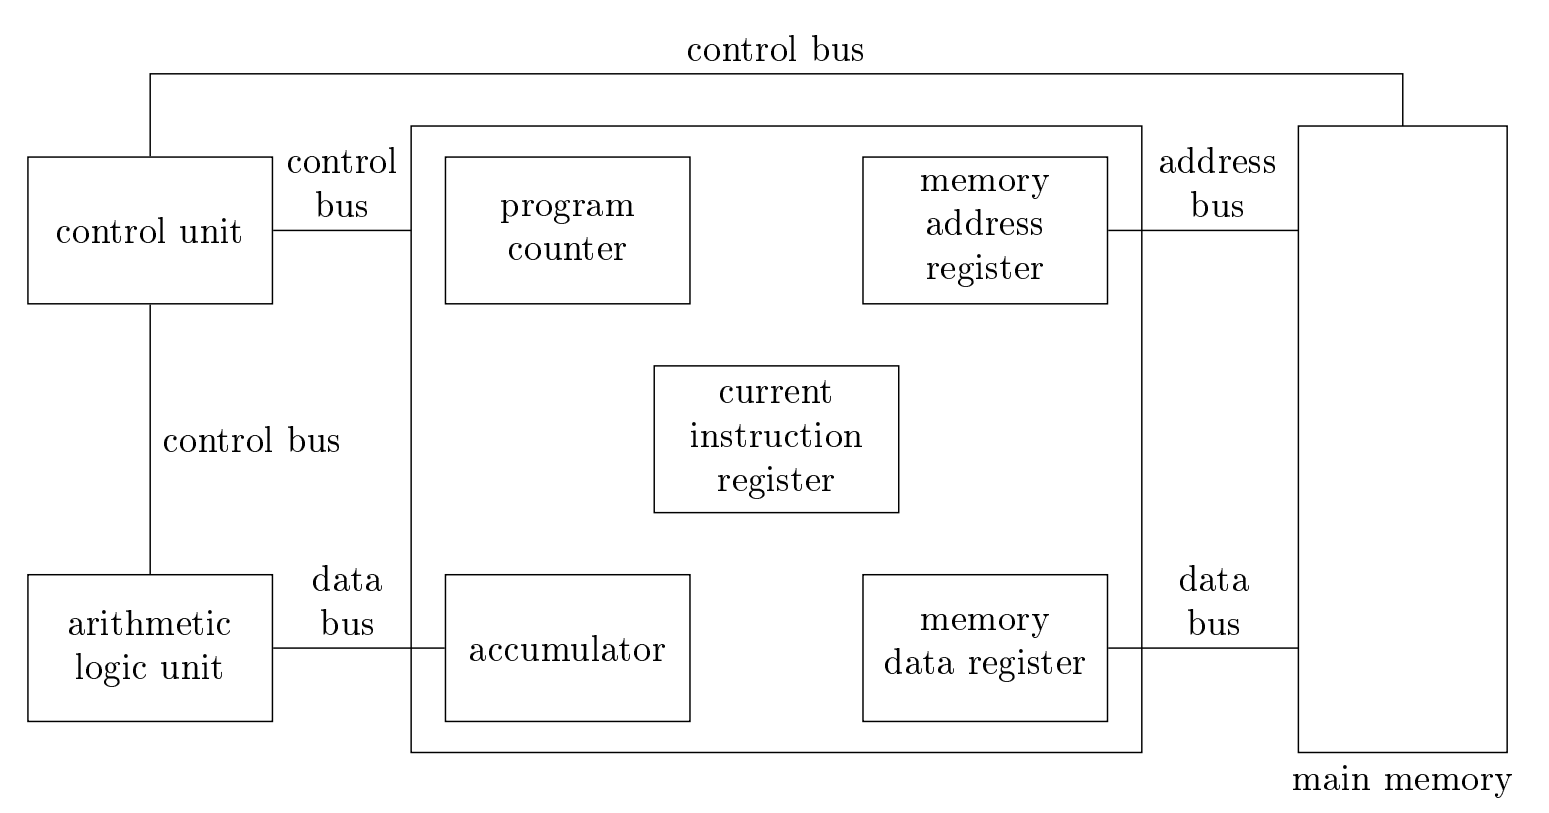 control bus
control
bus
address
bus
control unit
program
counter
memory
address
register
current
instruction
register
control bus
data
bus
data
bus
arithmetic
logic unit
accumulator
memory
data register
main memory